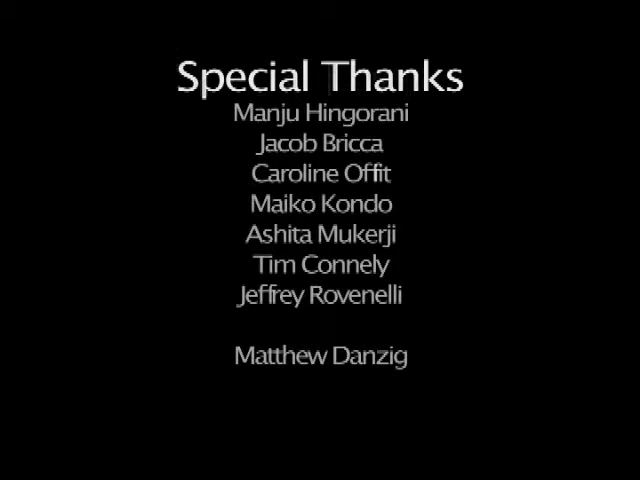 Special Thanks
Manju Hingorani
Jacob Bricca
Caroline Offit
Maiko Kondo
Ashita Mukerji
Tim Connely
Jeffrey Rovenelli
Matthew Danzig